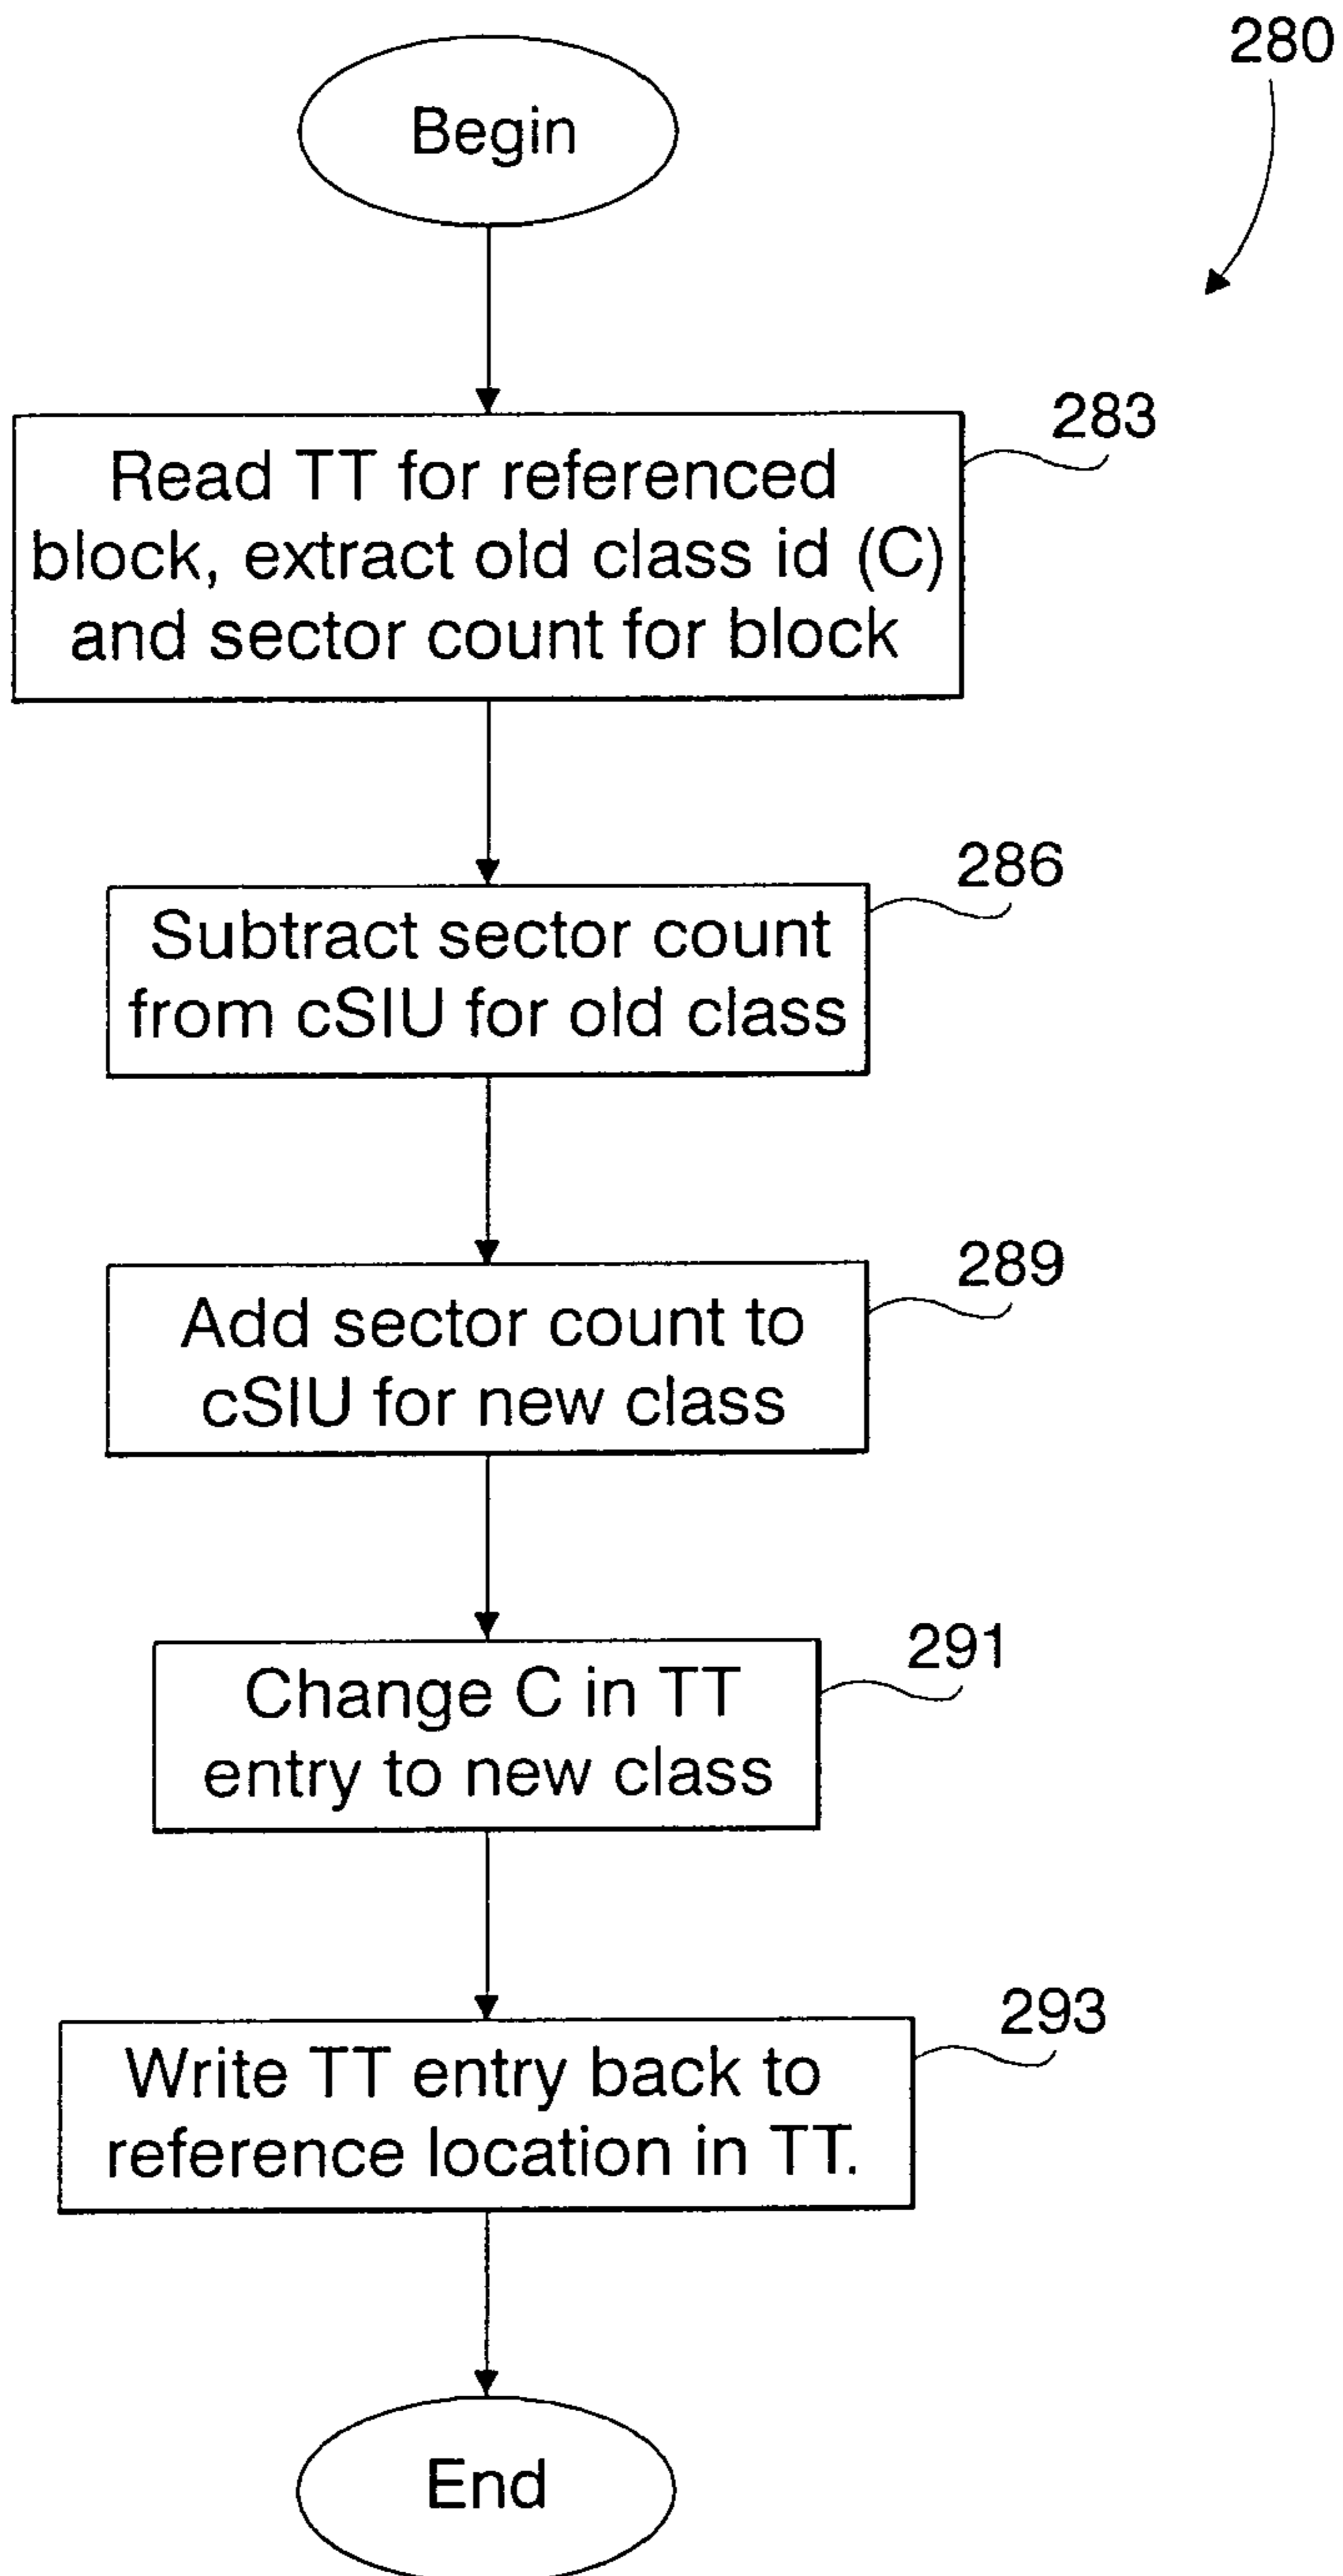 280
Begin
283
Read TT for referenced
block, extract old class id (C)
and sector count for block
286
Subtract sector count
from cSIU for old class
289
Add sector count to
cSIU for new class
291
Change C in TT
entry to new class
293
Write TT entry back to
reference location in TT.
End